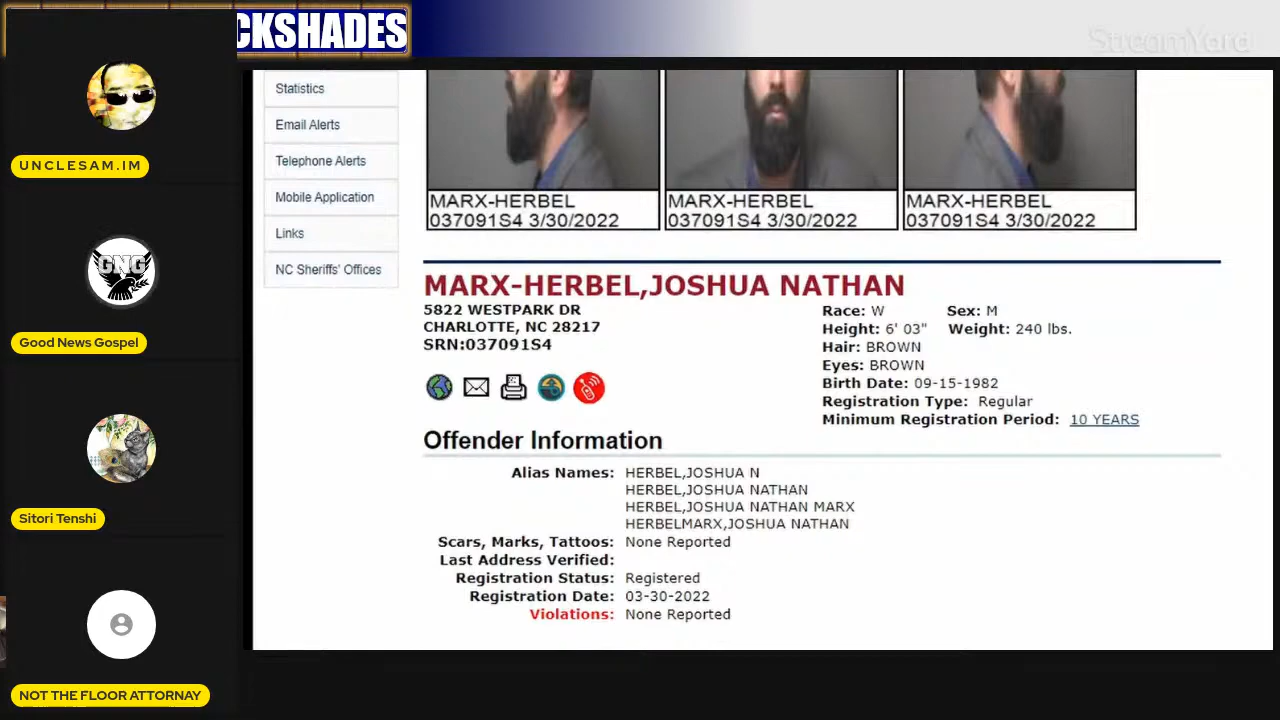 CKSHADES
StreamYard
UNCLESAM.IM
Good News Gospel
GNG
Sitori Tenshi
NOT THE FLOOR ATTORNAY
Statistics
Email Alerts
Telephone Alerts
Mobile Application
Links
NC Sheriffs' Offices
MARX-HERBEL
037091S4 3/30/2022
MARX-HERBEL
037091S4 3/30/2022
MARX-HERBEL
037091S4 3/30/2022
MARX-HERBEL,JOSHUA NATHAN
5822 WESTPARK DR
CHARLOTTE, NC 28217
SRN:037091S4
Race: W Sex: M
Height: 6' 03" Weight: 240 lbs.
Hair: BROWN
Eyes: BROWN
Birth Date: 09-15-1982
Registration Type: Regular
Minimum Registration Period: 10 YEARS
Offender Information
Alias Names: HERBEL,JOSHUA N
HERBEL,JOSHUA NATHAN
HERBEL,JOSHUA NATHAN MARX
HERBELMARX,JOSHUA NATHAN
Scars, Marks, Tattoos: None Reported
Last Address Verified:
Registration Status: Registered
Registration Date: 03-30-2022
Violations: None Reported